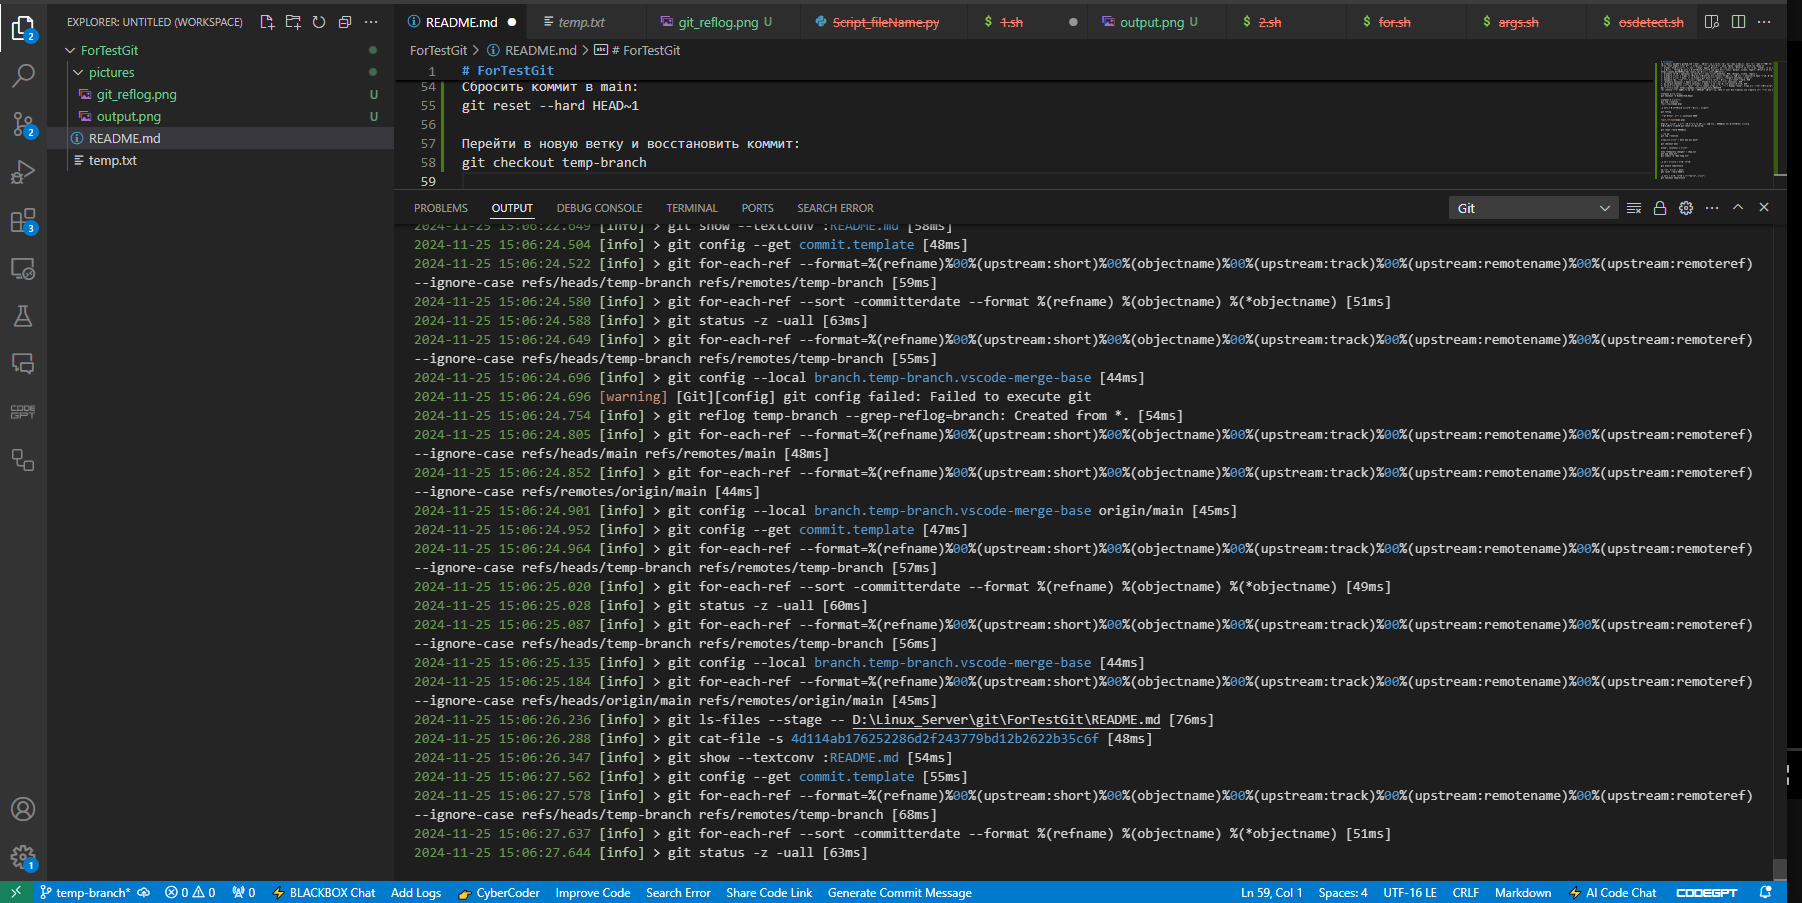 EXPLORER: UNTITLED (WORKSPACE)
README.md
temp.txt
git_reflog.png U
Script_fileName.py
$ 1.sh
output.png U
$ 2.sh
$ for.sh
$ args.sh
$ osdetect.sh
ForTestGit
pictures
git_reflog.png U
output.png U
README.md
temp.txt
2
2
3
CODE GPT
1
ForTestGit > README.md > # ForTestGit
1 # ForTestGit
54 Сбросить коммит в main:
55 git reset --hard HEAD~1
56
57 Перейти в новую ветку и восстановить коммит:
58 git checkout temp-branch
59
PROBLEMS OUTPUT DEBUG CONSOLE TERMINAL PORTS SEARCH ERROR
Git
2024-11-25 15:06:22.649 [info] > git show --textconv :README.md [58ms]
2024-11-25 15:06:24.504 [info] > git config --get commit.template [48ms]
2024-11-25 15:06:24.522 [info] > git for-each-ref --format=%(refname)%00%(upstream:short)%00%(objectname)%00%(upstream:track)%00%(upstream:remotename)%00%(upstream:remoteref)
--ignore-case refs/heads/temp-branch refs/remotes/temp-branch [59ms]
2024-11-25 15:06:24.580 [info] > git for-each-ref --sort -committerdate --format %(refname) %(objectname) %(*objectname) [51ms]
2024-11-25 15:06:24.588 [info] > git status -z -uall [63ms]
2024-11-25 15:06:24.649 [info] > git for-each-ref --format=%(refname)%00%(upstream:short)%00%(objectname)%00%(upstream:track)%00%(upstream:remotename)%00%(upstream:remoteref)
--ignore-case refs/heads/temp-branch refs/remotes/temp-branch [55ms]
2024-11-25 15:06:24.696 [info] > git config --local branch.temp-branch.vscode-merge-base [44ms]
2024-11-25 15:06:24.696 [warning] [Git][config] git config failed: Failed to execute git
2024-11-25 15:06:24.754 [info] > git reflog temp-branch --grep-reflog=branch: Created from *. [54ms]
2024-11-25 15:06:24.805 [info] > git for-each-ref --format=%(refname)%00%(upstream:short)%00%(objectname)%00%(upstream:track)%00%(upstream:remotename)%00%(upstream:remoteref)
--ignore-case refs/heads/main refs/remotes/main [48ms]
2024-11-25 15:06:24.852 [info] > git for-each-ref --format=%(refname)%00%(upstream:short)%00%(objectname)%00%(upstream:track)%00%(upstream:remotename)%00%(upstream:remoteref)
--ignore-case refs/remotes/origin/main [44ms]
2024-11-25 15:06:24.901 [info] > git config --local branch.temp-branch.vscode-merge-base origin/main [45ms]
2024-11-25 15:06:24.952 [info] > git config --get commit.template [47ms]
2024-11-25 15:06:24.964 [info] > git for-each-ref --format=%(refname)%00%(upstream:short)%00%(objectname)%00%(upstream:track)%00%(upstream:remotename)%00%(upstream:remoteref)
--ignore-case refs/heads/temp-branch refs/remotes/temp-branch [57ms]
2024-11-25 15:06:25.020 [info] > git for-each-ref --sort -committerdate --format %(refname) %(objectname) %(*objectname) [49ms]
2024-11-25 15:06:25.028 [info] > git status -z -uall [60ms]
2024-11-25 15:06:25.087 [info] > git for-each-ref --format=%(refname)%00%(upstream:short)%00%(objectname)%00%(upstream:track)%00%(upstream:remotename)%00%(upstream:remoteref)
--ignore-case refs/heads/temp-branch refs/remotes/temp-branch [56ms]
2024-11-25 15:06:25.135 [info] > git config --local branch.temp-branch.vscode-merge-base [44ms]
2024-11-25 15:06:25.184 [info] > git for-each-ref --format=%(refname)%00%(upstream:short)%00%(objectname)%00%(upstream:track)%00%(upstream:remotename)%00%(upstream:remoteref)
--ignore-case refs/heads/origin/main refs/remotes/origin/main [45ms]
2024-11-25 15:06:26.236 [info] > git ls-files --stage -- D:\Linux_Server\git\ForTestGit\README.md [76ms]
2024-11-25 15:06:26.288 [info] > git cat-file -s 4d114ab176252286d2f243779bd12b2622b35c6f [48ms]
2024-11-25 15:06:26.347 [info] > git show --textconv :README.md [54ms]
2024-11-25 15:06:27.562 [info] > git config --get commit.template [55ms]
2024-11-25 15:06:27.578 [info] > git for-each-ref --format=%(refname)%00%(upstream:short)%00%(objectname)%00%(upstream:track)%00%(upstream:remotename)%00%(upstream:remoteref)
--ignore-case refs/heads/temp-branch refs/remotes/temp-branch [68ms]
2024-11-25 15:06:27.637 [info] > git for-each-ref --sort -committerdate --format %(refname) %(objectname) %(*objectname) [51ms]
2024-11-25 15:06:27.644 [info] > git status -z -uall [63ms]
temp-branch* 0 0 0 BLACKBOX Chat Add Logs CyberCoder Improve Code Search Error Share Code Link Generate Commit Message Ln 59, Col 1 Spaces: 4 UTF-16 LE CRLF Markdown AI Code Chat CODEGPT